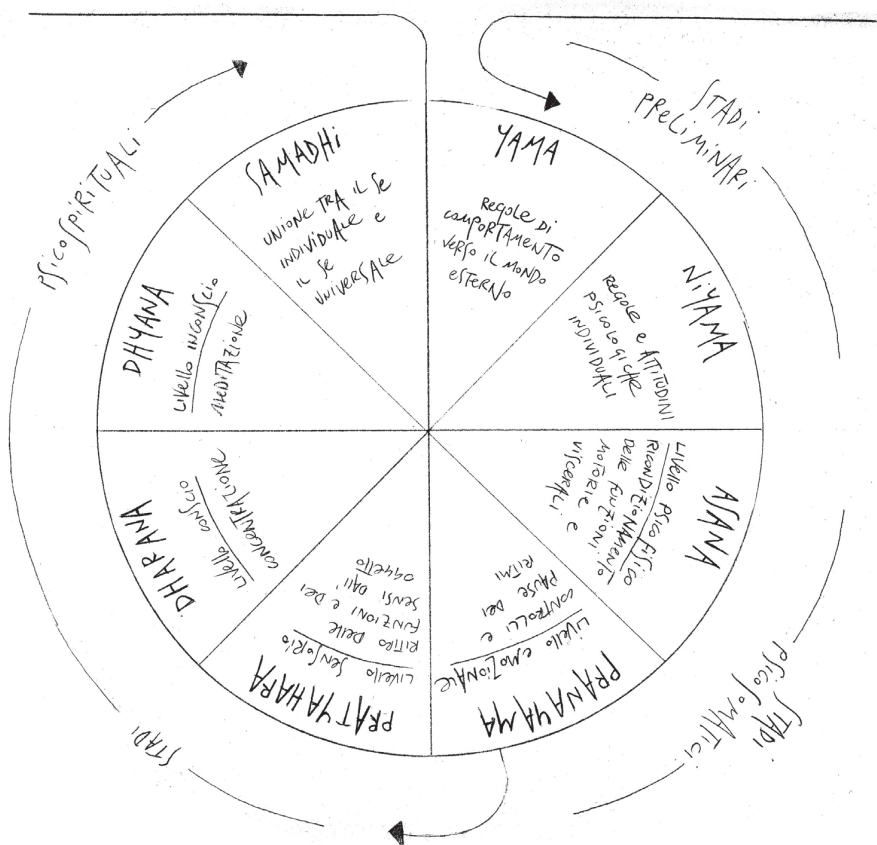 STADI
PRELIMINARI
YAMA
REGOLE DI
COMPORTAMENTO
VERSO IL MONDO
ESTERNO
NIYAMA
REGOLE E ATTITUDINI
PSICOLOGICHE
INDIVIDUALI
ASANA
LIVELLO PSICOFISICO
RICONDIZIONAMENTO
DELLE FUNZIONI
MOTORIE E
VISCERALI
STADI
PSICOSOMATICI
PRANAYAMA
LIVELLO EMOZIONALE
CONTROLLI E
PAUSE DEI
RITMI
PRATYAHARA
LIVELLO SENSORIO
RITIRO DELLE
FUNZIONI E DEI
SENSI DALL'
OGGETTO
STADI
PSICOSPIRITUALI
DHARANA
LIVELLO CONSCIO
CONCENTRAZIONE
DHYANA
LIVELLO INCONSCIO
MEDITAZIONE
SAMADHI
UNIONE TRA IL SE
INDIVIDUALE E
IL SE
UNIVERSALE